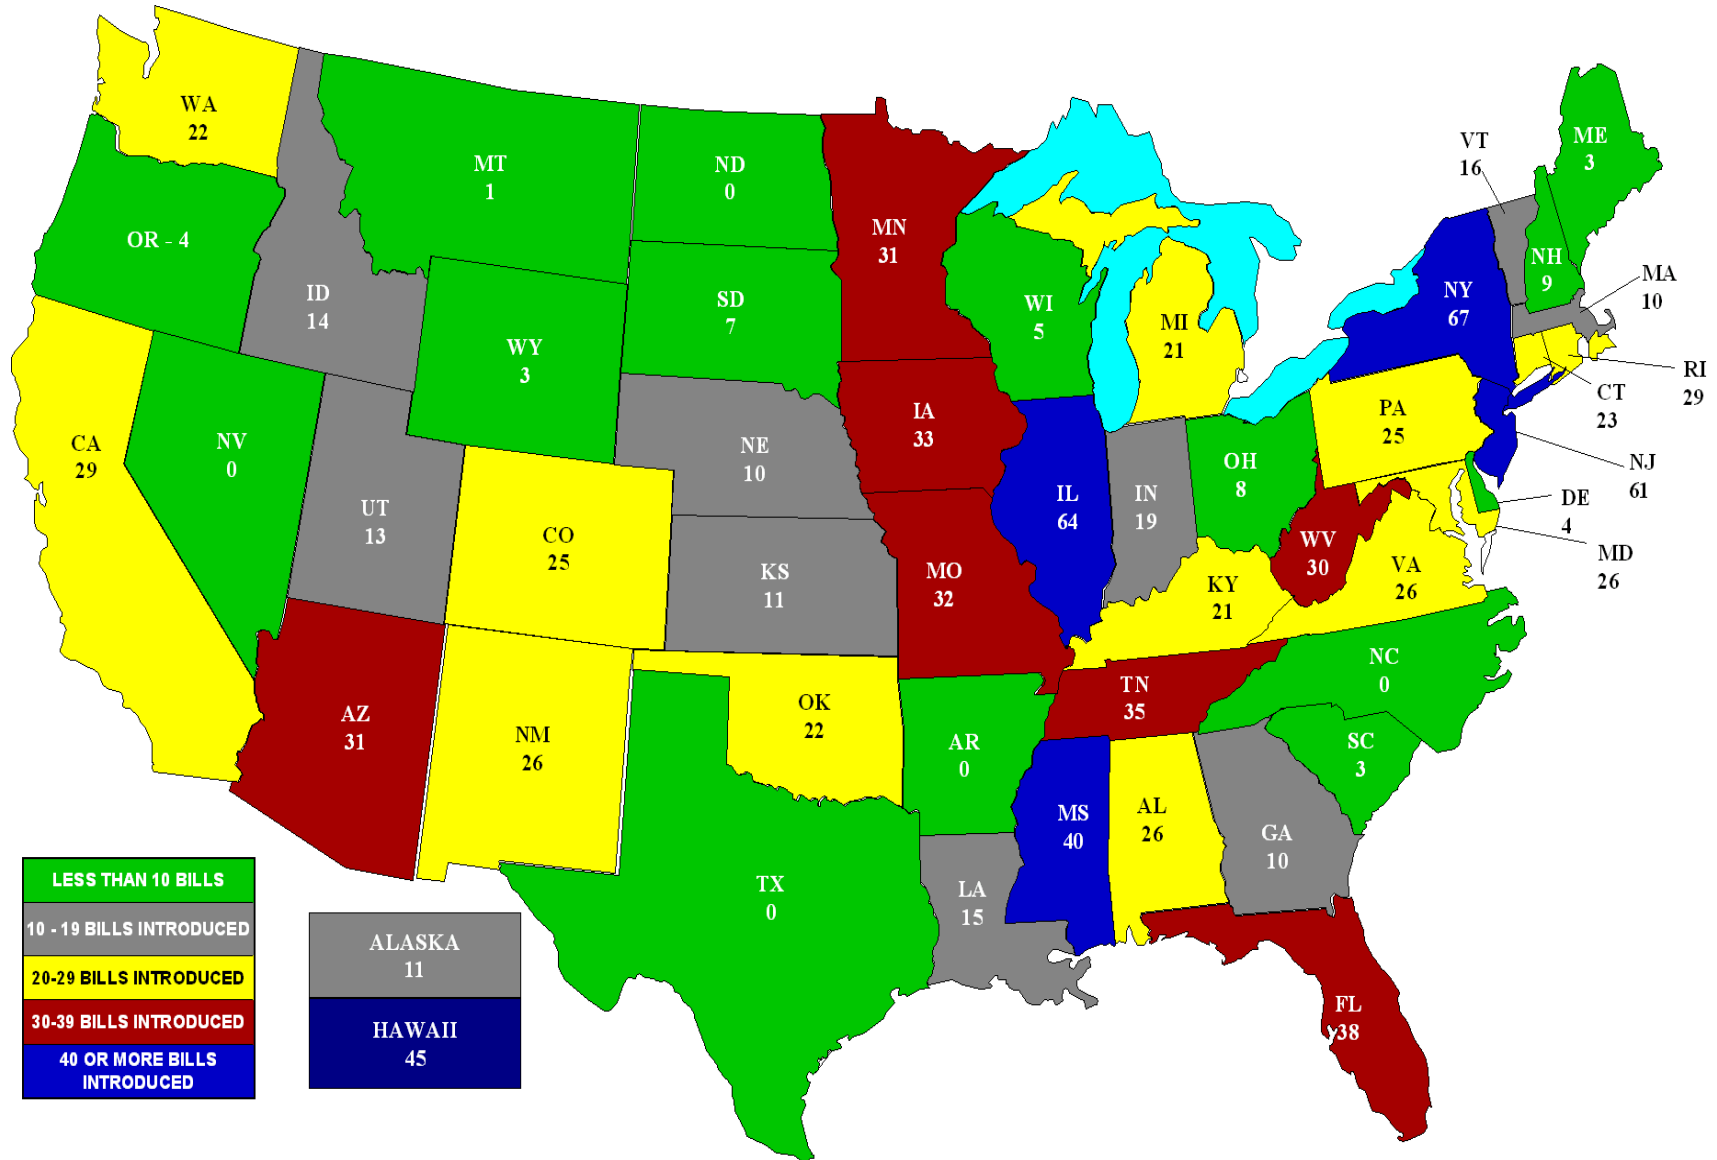 WA
22
OR - 4
MT
1
ND
0
ID
14
SD
7
WY
3
MN
31
WI
5
MI
21
VT
16
ME
3
NH
9
MA
10
NY
67
RI
29
CT
23
PA
25
NJ
61
DE
4
MD
26
CA
29
NV
0
UT
13
CO
25
NE
10
KS
11
IA
33
MO
32
IL
64
IN
19
OH
8
WV
30
VA
26
KY
21
AZ
31
NM
26
OK
22
TX
0
AR
0
TN
35
NC
0
SC
3
MS
40
AL
26
GA
10
LA
15
FL
38
LESS THAN 10 BILLS
10 - 19 BILLS INTRODUCED
20-29 BILLS INTRODUCED
30-39 BILLS INTRODUCED
40 OR MORE BILLS
INTRODUCED
ALASKA
11
HAWAII
45